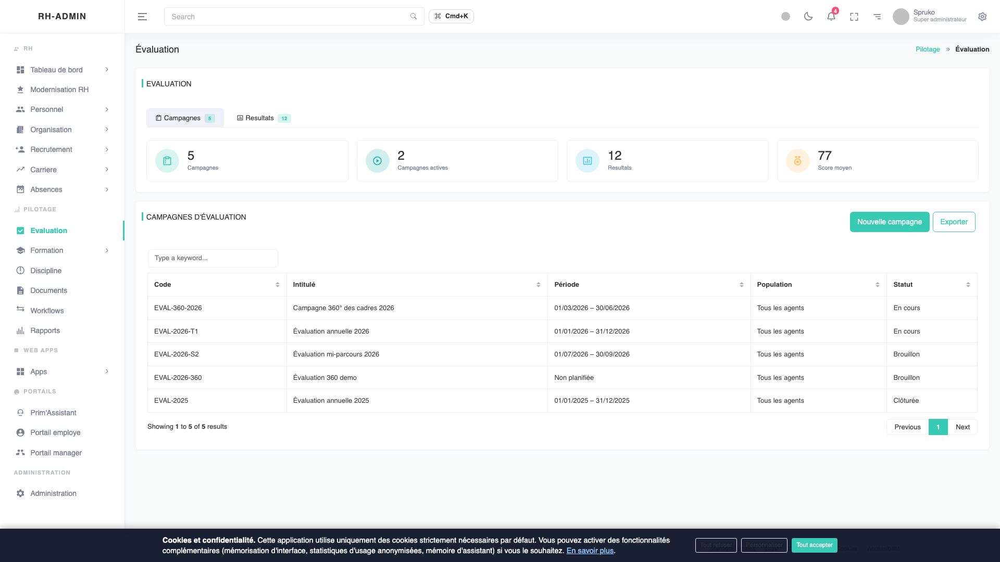 RH-ADMIN
Search
⌘ Cmd+K
4
Spruko
Super administrateur
RH
Tableau de bord
Modernisation RH
Personnel
Organisation
Recrutement
Carriere
Absences
PILOTAGE
Evaluation
Formation
Discipline
Documents
Workflows
Rapports
WEB APPS
Apps
PORTAILS
Prim'Assistant
Portail employe
Portail manager
ADMINISTRATION
Administration
Évaluation
Pilotage » Évaluation
EVALUATION
Campagnes 5
Resultats 12
5
Campagnes
2
Campagnes actives
12
Resultats
77
Score moyen
CAMPAGNES D'ÉVALUATION
Nouvelle campagne
Exporter
Type a keyword...
Code Intitulé Période Population Statut
EVAL-360-2026 Campagne 360° des cadres 2026 01/03/2026 – 30/06/2026 Tous les agents En cours
EVAL-2026-T1 Évaluation annuelle 2026 01/01/2026 – 31/12/2026 Tous les agents En cours
EVAL-2026-S2 Évaluation mi-parcours 2026 01/07/2026 – 30/09/2026 Tous les agents Brouillon
EVAL-2026-360 Évaluation 360 demo Non planifiée Tous les agents Brouillon
EVAL-2025 Évaluation annuelle 2025 01/01/2025 – 31/12/2025 Tous les agents Clôturée
Showing 1 to 5 of 5 results
Previous 1 Next
Cookies et confidentialité. Cette application utilise uniquement des cookies strictement nécessaires par défaut. Vous pouvez activer des fonctionnalités
complémentaires (mémorisation d'interface, statistiques d'usage anonymisées, mémoire d'assistant) si vous le souhaitez. En savoir plus.
Tout refuser
Personnaliser
Tout accepter